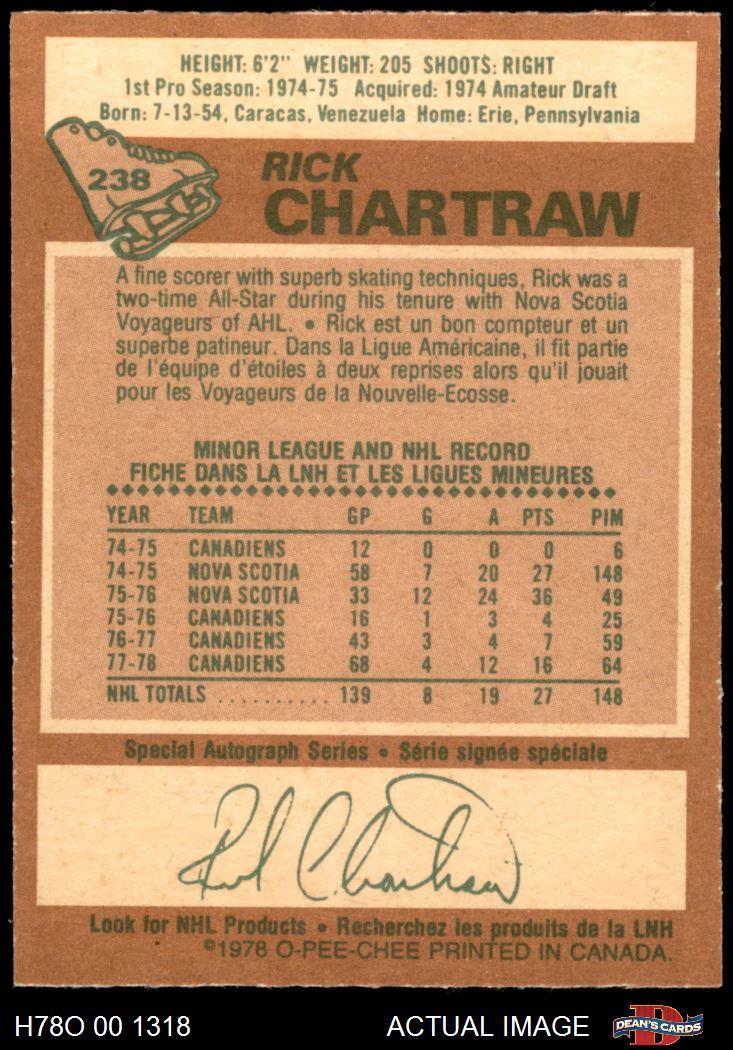 HEIGHT: 6'2" WEIGHT: 205 SHOOTS: RIGHT
1st Pro Season: 1974-75 Acquired: 1974 Amateur Draft
Born: 7-13-54, Caracas, Venezuela Home: Erie, Pennsylvania
238
RICK
CHARTRAW
A fine scorer with superb skating techniques, Rick was a
two-time All-Star during his tenure with Nova Scotia
Voyageurs of AHL. • Rick est un bon compteur et un
superbe patineur. Dans la Ligue Américaine, il fit partie
de l'équipe d'étoiles à deux reprises alors qu'il jouait
pour les Voyageurs de la Nouvelle-Ecosse.
MINOR LEAGUE AND NHL RECORD
FICHE DANS LA LNH ET LES LIGUES MINEURES
YEAR TEAM GP G A PTS PIM
74-75 CANADIENS 12 0 0 0 6
74-75 NOVA SCOTIA 58 7 20 27 148
75-76 NOVA SCOTIA 33 12 24 36 49
75-76 CANADIENS 16 1 3 4 25
76-77 CANADIENS 43 3 4 7 59
77-78 CANADIENS 68 4 12 16 64
NHL TOTALS .......... 139 8 19 27 148
Special Autograph Series • Série signée spéciale
Rick Chartraw
Look for NHL Products • Recherchez les produits de la LNH
©1978 O-PEE-CHEE PRINTED IN CANADA.
H78O 00 1318 ACTUAL IMAGE D DEAN'S CARDS